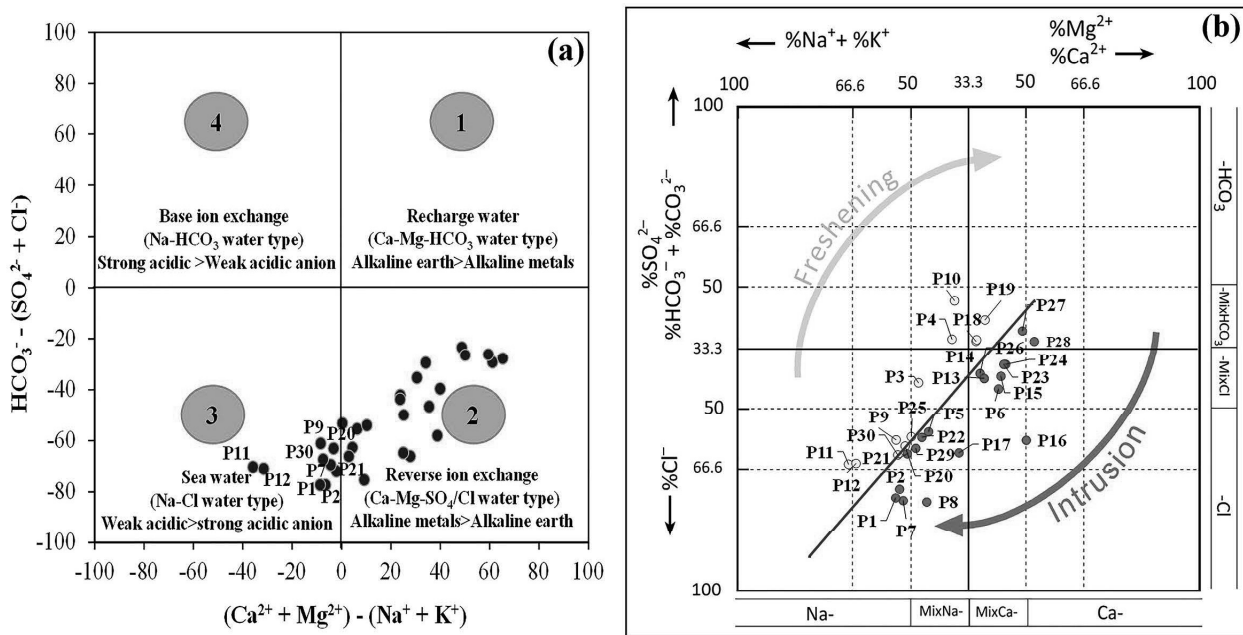 (a)
100
80
60
40
20
0
-20
-40
-60
-80
-100
HCO₃⁻ - (SO₄²⁻ + Cl⁻)
4
1
Base ion exchange
(Na-HCO₃ water type)
Strong acidic >Weak acidic anion
Recharge water
(Ca-Mg-HCO₃ water type)
Alkaline earth>Alkaline metals
3
2
P9
P20
P11
P30
P12
P7
P21
P1
P2
Sea water
(Na-Cl water type)
Weak acidic>strong acidic anion
Reverse ion exchange
(Ca-Mg-SO₄/Cl water type)
Alkaline metals>Alkaline earth
-100 -80 -60 -40 -20 0 20 40 60 80 100
(Ca²⁺ + Mg²⁺) - (Na⁺ + K⁺)
(b)
%Na⁺ + %K⁺
%Mg²⁺
%Ca²⁺
100 66.6 50 33.3 50 66.6 100
100
66.6
50
33.3
50
66.6
100
%SO₄²⁻
%HCO₃⁻ + %CO₃²⁻
%Cl⁻
Freshening
Intrusion
P10
P19
P27
P4
P18
P28
P14
P26
P24
P3
P13
P23
P15
P25
P5
P6
P9
P30
P22
P17
P16
P11
P21
P29
P12
P2
P20
P1
P7
P8
-HCO₃
-MixHCO₃
-MixCl
-Cl
Na- MixNa- MixCa- Ca-